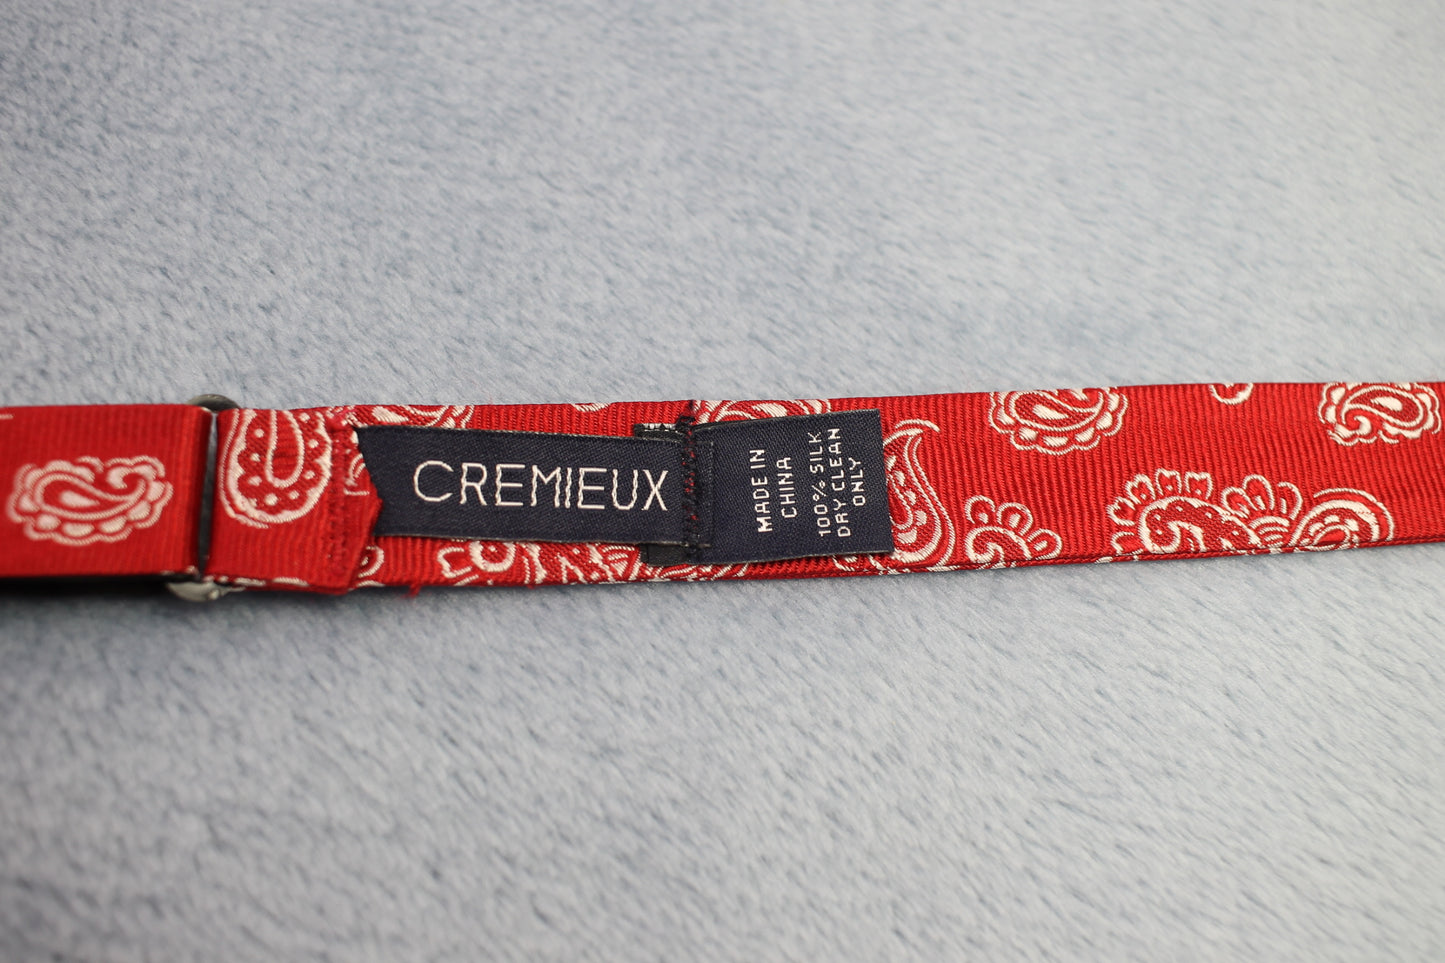 CREMIEUX
MADE IN
CHINA
100% SILK
DRY CLEAN
ONLY